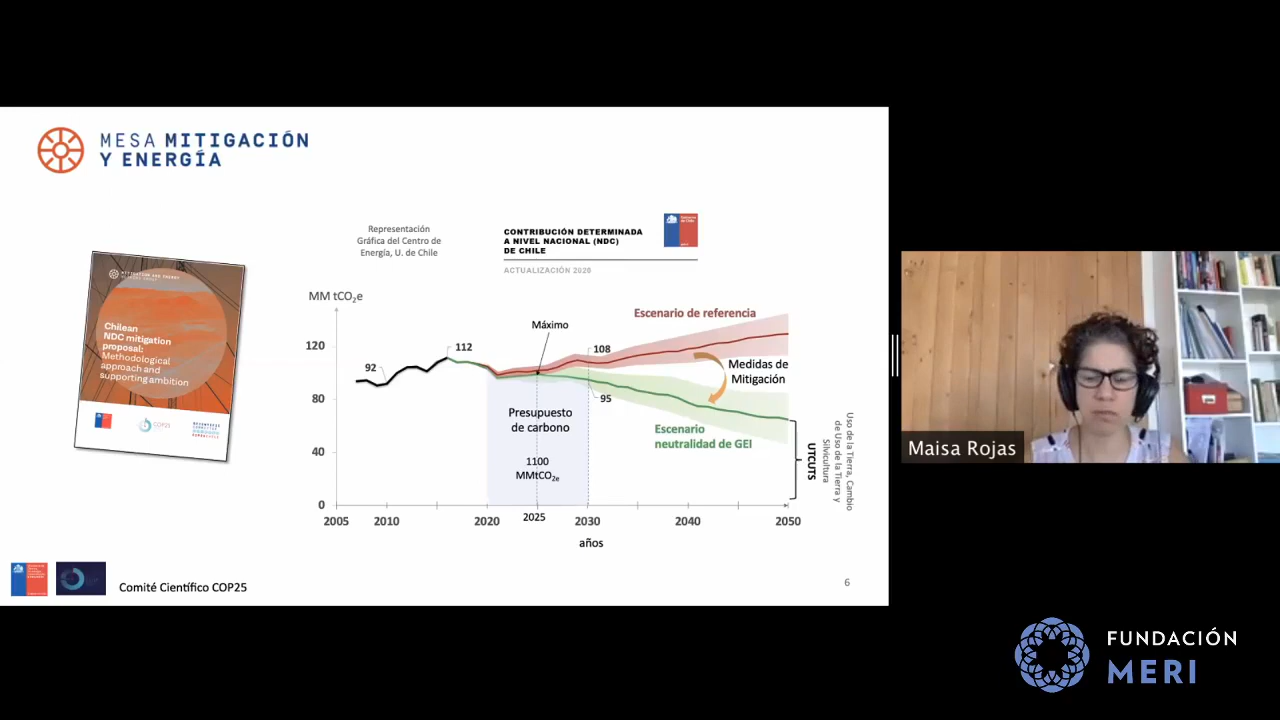 MESA MITIGACIÓN
Y ENERGÍA
Representación
Gráfica del Centro de
Energía, U. de Chile
CONTRIBUCIÓN DETERMINADA
A NIVEL NACIONAL (NDC)
DE CHILE
ACTUALIZACIÓN 2020
MITIGATION AND ENERGY
Chilean
NDC mitigation
proposal:
Methodological
approach and
supporting ambition
COP25
MM tCO2e
120
80
40
0
2005
2010
2020
2025
2030
2040
2050
años
92
112
Máximo
108
95
Escenario de referencia
Medidas de
Mitigación
Escenario
neutralidad de GEI
Presupuesto
de carbono
1100
MMtCO2e
UTCUTS
Uso de la Tierra, Cambio
de Uso de la Tierra y
Silvicultura
Comité Científico COP25
6
Maisa Rojas
FUNDACIÓN
MERI